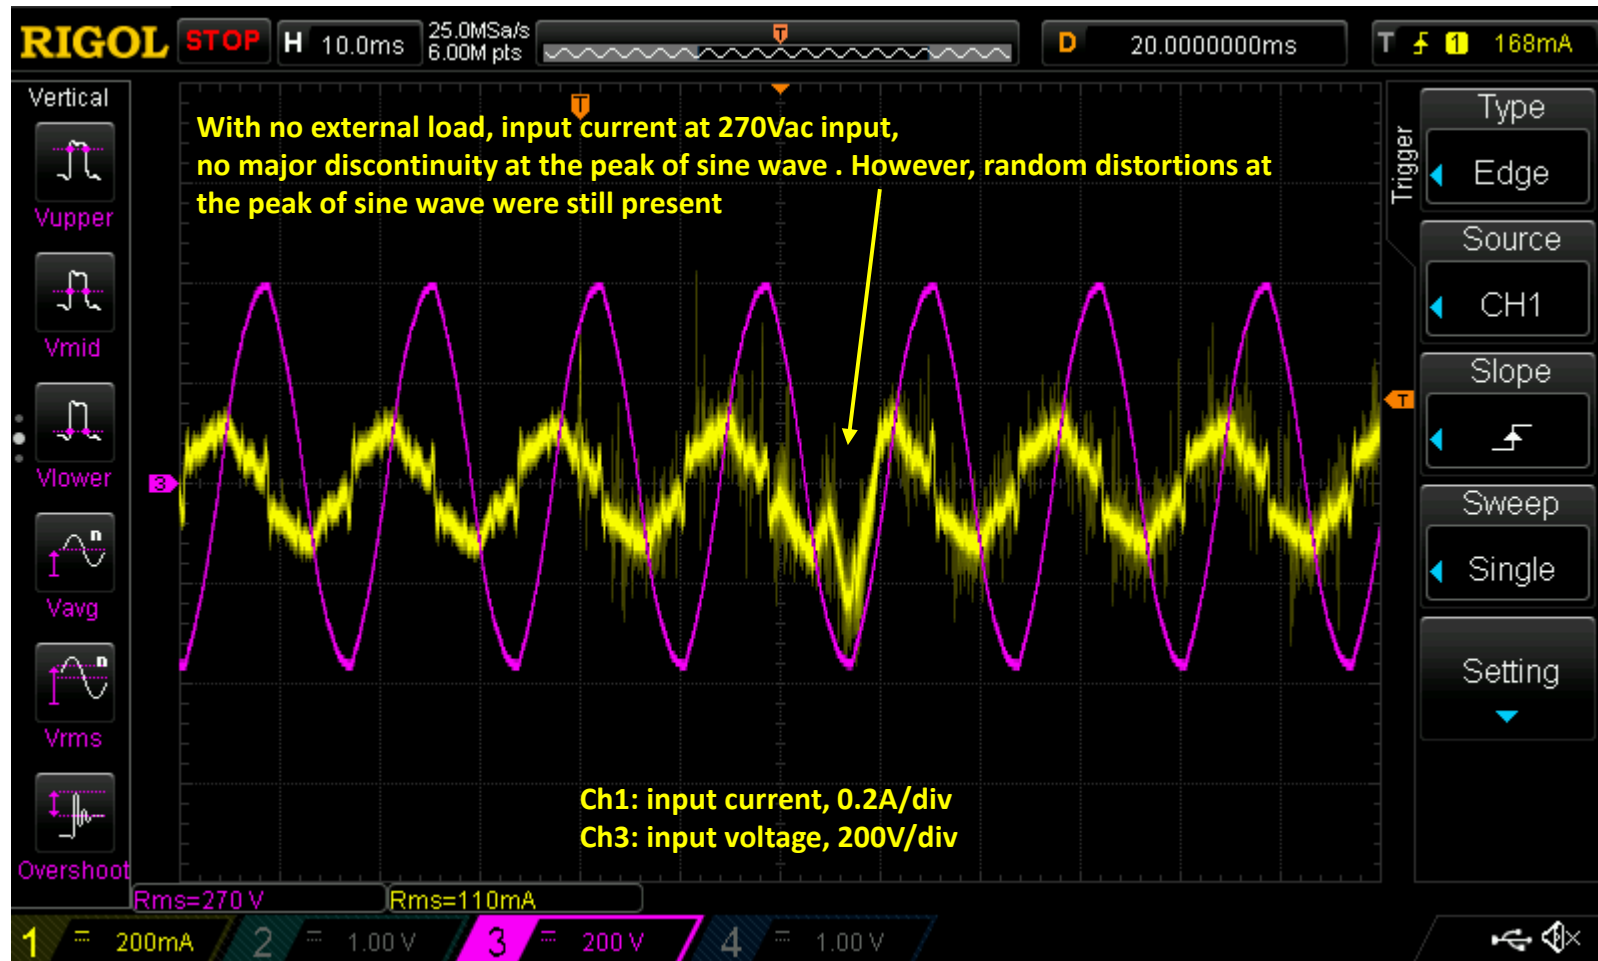 RIGOL STOP H 10.0ms 25.0MSa/s 6.00M pts T D 20.0000000ms T 1 168mA
Vertical
Vupper
Vmid
Vlower
n
Vavg
n
Vrms
Overshoot
T
With no external load, input current at 270Vac input,
no major discontinuity at the peak of sine wave . However, random distortions at
the peak of sine wave were still present
3
T
Ch1: input current, 0.2A/div
Ch3: input voltage, 200V/div
Trigger
Type
Edge
Source
CH1
Slope
Sweep
Single
Setting
Rms=270 V Rms=110mA
1 200mA 2 1.00 V 3 200 V 4 1.00 V